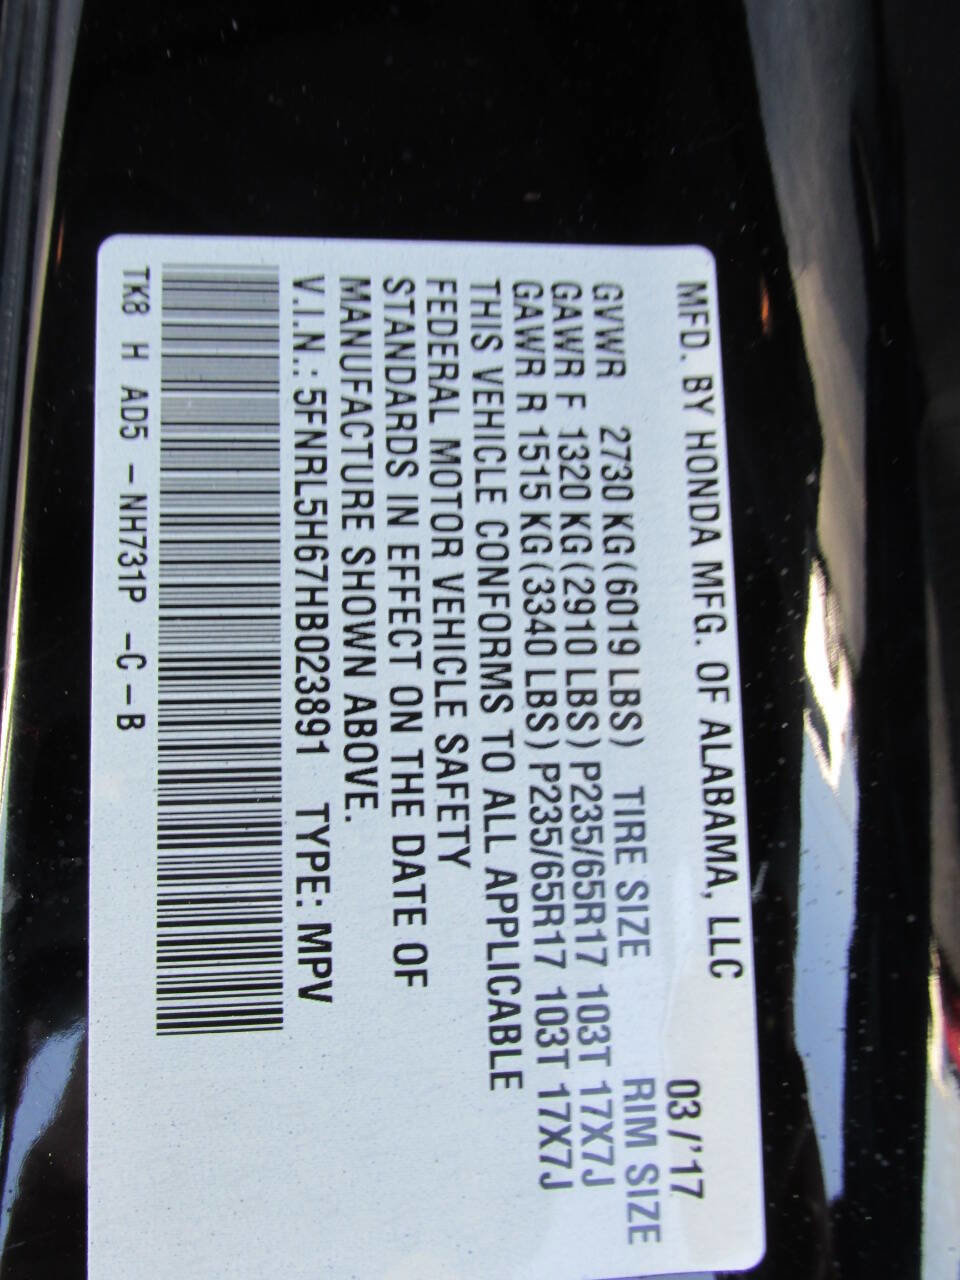 MFD. BY HONDA MFG. OF ALABAMA, LLC 03/'17
GVWR 2730 KG(6019 LBS) TIRE SIZE RIM SIZE
GAWR F 1320 KG(2910 LBS) P235/65R17 103T 17X7J
GAWR R 1515 KG(3340 LBS) P235/65R17 103T 17X7J
THIS VEHICLE CONFORMS TO ALL APPLICABLE
FEDERAL MOTOR VEHICLE SAFETY
STANDARDS IN EFFECT ON THE DATE OF
MANUFACTURE SHOWN ABOVE.
V.I.N.: 5FNRL5H67HB023891 TYPE: MPV
TK8 H AD5 -NH731P -C-B